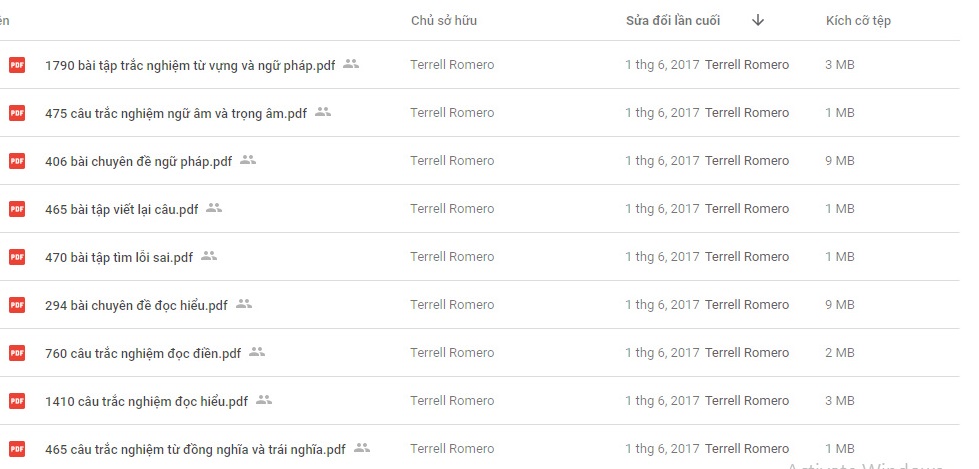 Chủ sở hữu Sửa đổi lần cuối Kích cỡ tệp
PDF 1790 bài tập trắc nghiệm từ vựng và ngữ pháp.pdf Terrell Romero 1 thg 6, 2017 Terrell Romero 3 MB
PDF 475 câu trắc nghiệm ngữ âm và trọng âm.pdf Terrell Romero 1 thg 6, 2017 Terrell Romero 1 MB
PDF 406 bài chuyên đề ngữ pháp.pdf Terrell Romero 1 thg 6, 2017 Terrell Romero 9 MB
PDF 465 bài tập viết lại câu.pdf Terrell Romero 1 thg 6, 2017 Terrell Romero 1 MB
PDF 470 bài tập tìm lỗi sai.pdf Terrell Romero 1 thg 6, 2017 Terrell Romero 1 MB
PDF 294 bài chuyên đề đọc hiểu.pdf Terrell Romero 1 thg 6, 2017 Terrell Romero 9 MB
PDF 760 câu trắc nghiệm đọc điền.pdf Terrell Romero 1 thg 6, 2017 Terrell Romero 2 MB
PDF 1410 câu trắc nghiệm đọc hiểu.pdf Terrell Romero 1 thg 6, 2017 Terrell Romero 3 MB
PDF 465 câu trắc nghiệm từ đồng nghĩa và trái nghĩa.pdf Terrell Romero 1 thg 6, 2017 Terrell Romero 1 MB
Activate Windows